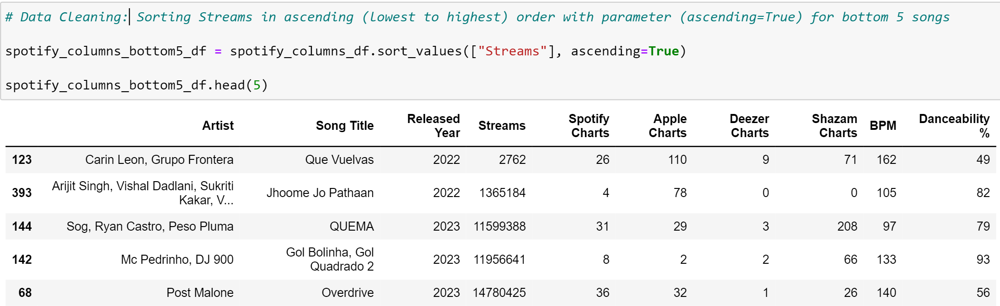 # Data Cleaning: Sorting Streams in ascending (lowest to highest) order with parameter (ascending=True) for bottom 5 songs
spotify_columns_bottom5_df = spotify_columns_df.sort_values(["Streams"], ascending=True)
spotify_columns_bottom5_df.head(5)
Artist Song Title Released Year Streams Spotify Charts Apple Charts Deezer Charts Shazam Charts BPM Danceability %
123 Carin Leon, Grupo Frontera Que Vuelvas 2022 2762 26 110 9 71 162 49
393 Arijit Singh, Vishal Dadlani, Sukriti Kakar, V... Jhoome Jo Pathaan 2022 1365184 4 78 0 0 105 82
144 Sog, Ryan Castro, Peso Pluma QUEMA 2023 11599388 31 29 3 208 97 79
142 Mc Pedrinho, DJ 900 Gol Bolinha, Gol Quadrado 2 2023 11956641 8 2 2 66 133 93
68 Post Malone Overdrive 2023 14780425 36 32 1 26 140 56